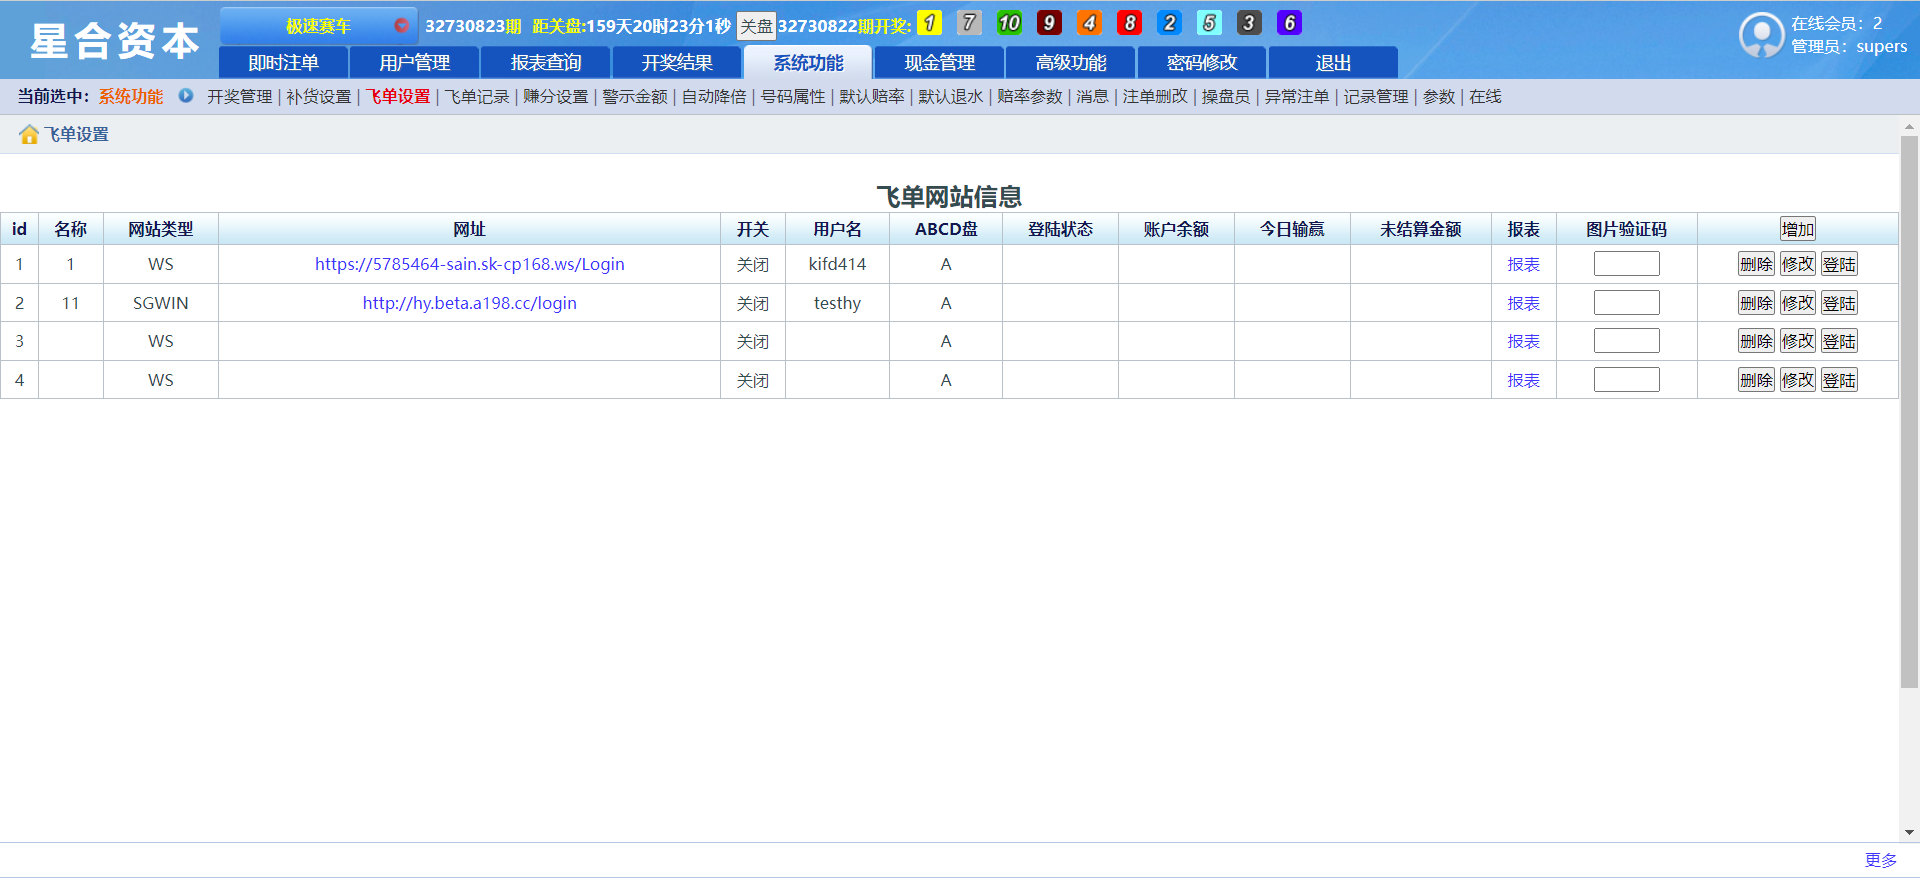 星合资本
极速赛车
32730823期 距关盘:159天20时23分1秒 关盘 32730822期开奖: 1 7 10 9 4 8 2 5 3 6
在线会员：2
管理员：supers
即时注单 用户管理 报表查询 开奖结果 系统功能 现金管理 高级功能 密码修改 退出
当前选中：系统功能 开奖管理 | 补货设置 | 飞单设置 | 飞单记录 | 赚分设置 | 警示金额 | 自动降倍 | 号码属性 | 默认赔率 | 默认退水 | 赔率参数 | 消息 | 注单删改 | 操盘员 | 异常注单 | 记录管理 | 参数 | 在线
飞单设置
飞单网站信息
id 名称 网站类型 网址 开关 用户名 ABCD盘 登陆状态 账户余额 今日输赢 未结算金额 报表 图片验证码 增加
1 1 WS https://5785464-sain.sk-cp168.ws/Login 关闭 kifd414 A 报表 删除 修改 登陆
2 11 SGWIN http://hy.beta.a198.cc/login 关闭 testhy A 报表 删除 修改 登陆
3 WS 关闭 A 报表 删除 修改 登陆
4 WS 关闭 A 报表 删除 修改 登陆
更多